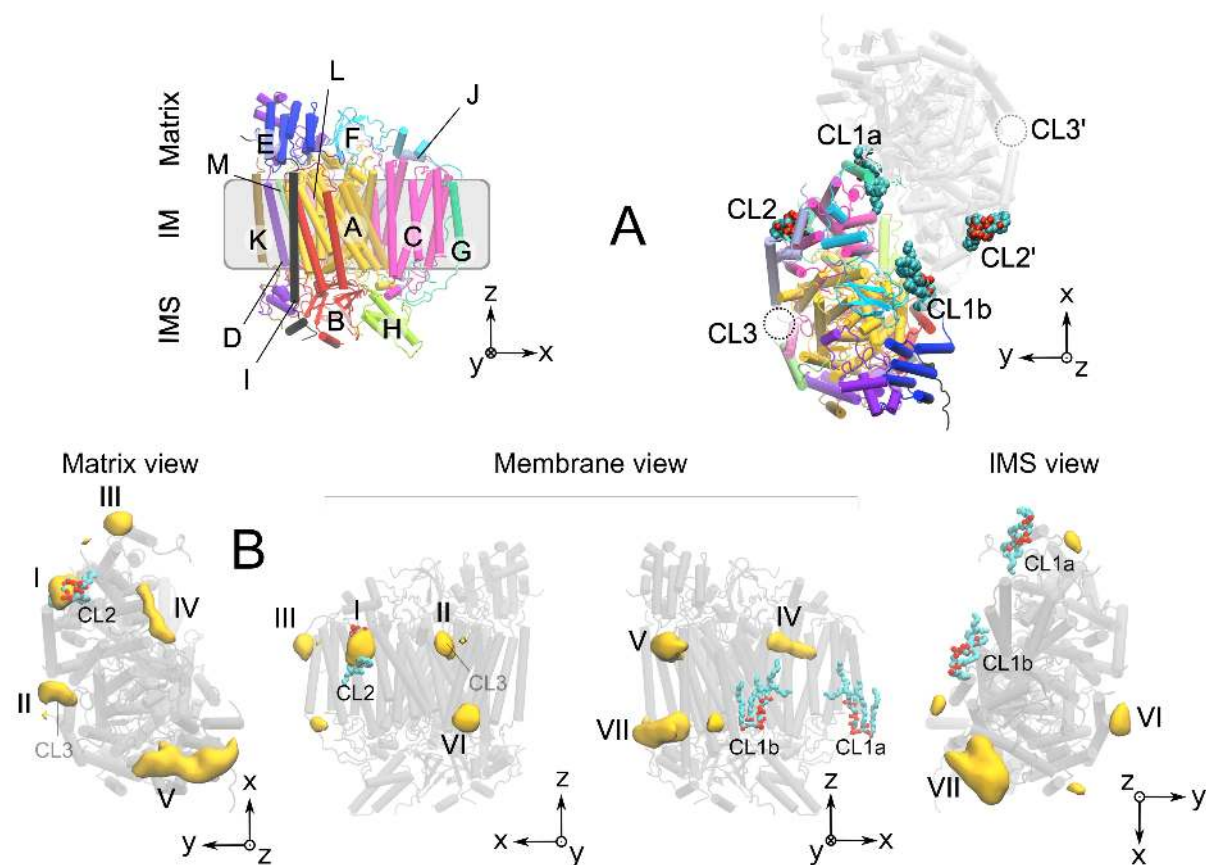 L
J
Matrix
E
F
M
IM
K
A
C
G
IMS
D
B
H
I
z
y
x
A
CL1a
CL3'
CL2
CL2'
CL1b
CL3
x
y
z
Matrix view
Membrane view
IMS view
B
III
I
CL2
IV
II
CL3
V
x
y
z
III
I
II
CL2
CL3
VI
z
x
y
V
IV
VII
CL1b
CL1a
z
y
x
CL1a
CL1b
VI
VII
z
y
x